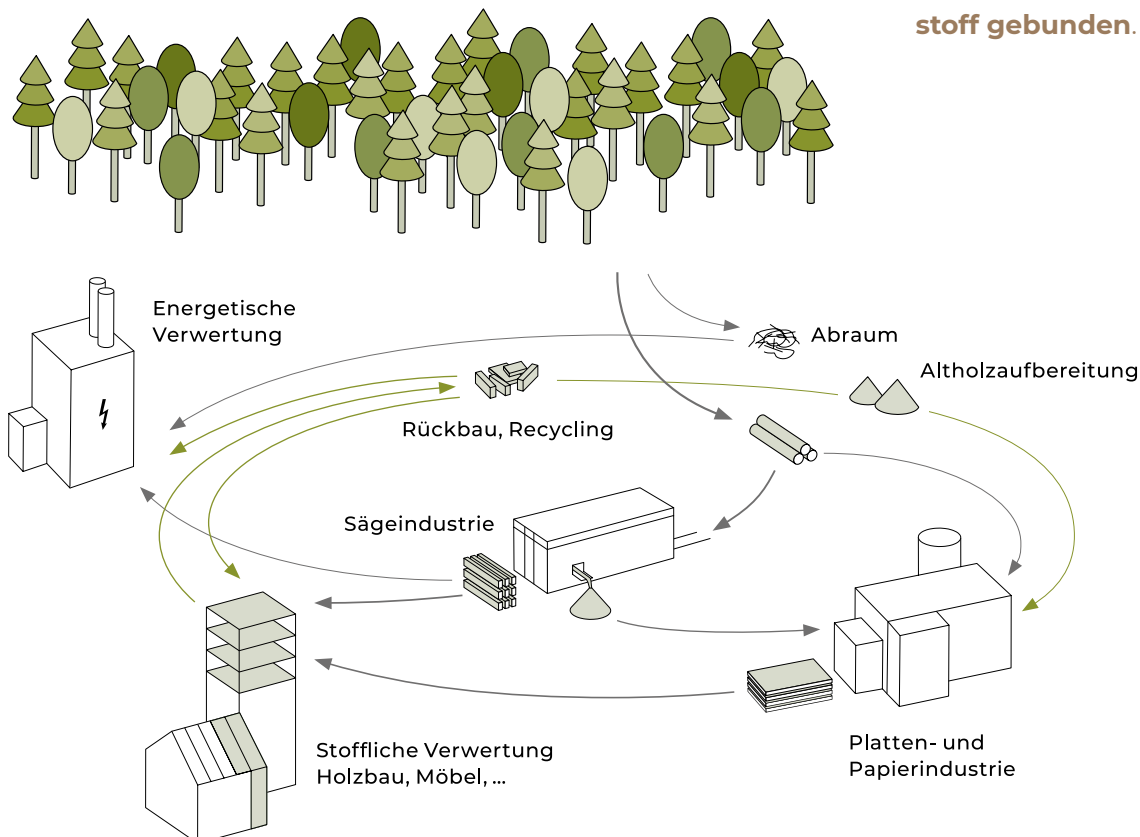 stoff gebunden.
Energetische
Verwertung
Abraum
Altholzaufbereitung
Rückbau, Recycling
Sägeindustrie
Stoffliche Verwertung
Holzbau, Möbel, ...
Platten- und
Papierindustrie